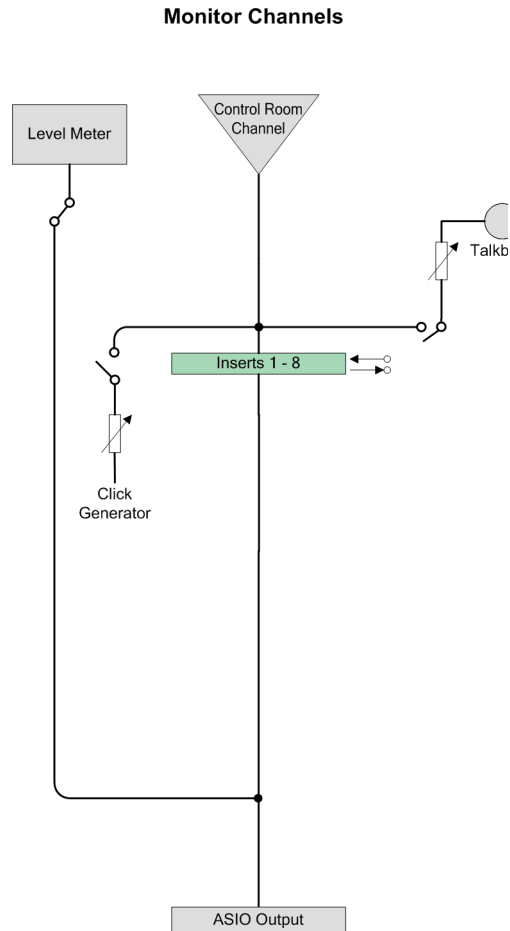 Monitor Channels
Control Room
Channel
Level Meter
Inserts 1 - 8
Click
Generator
ASIO Output